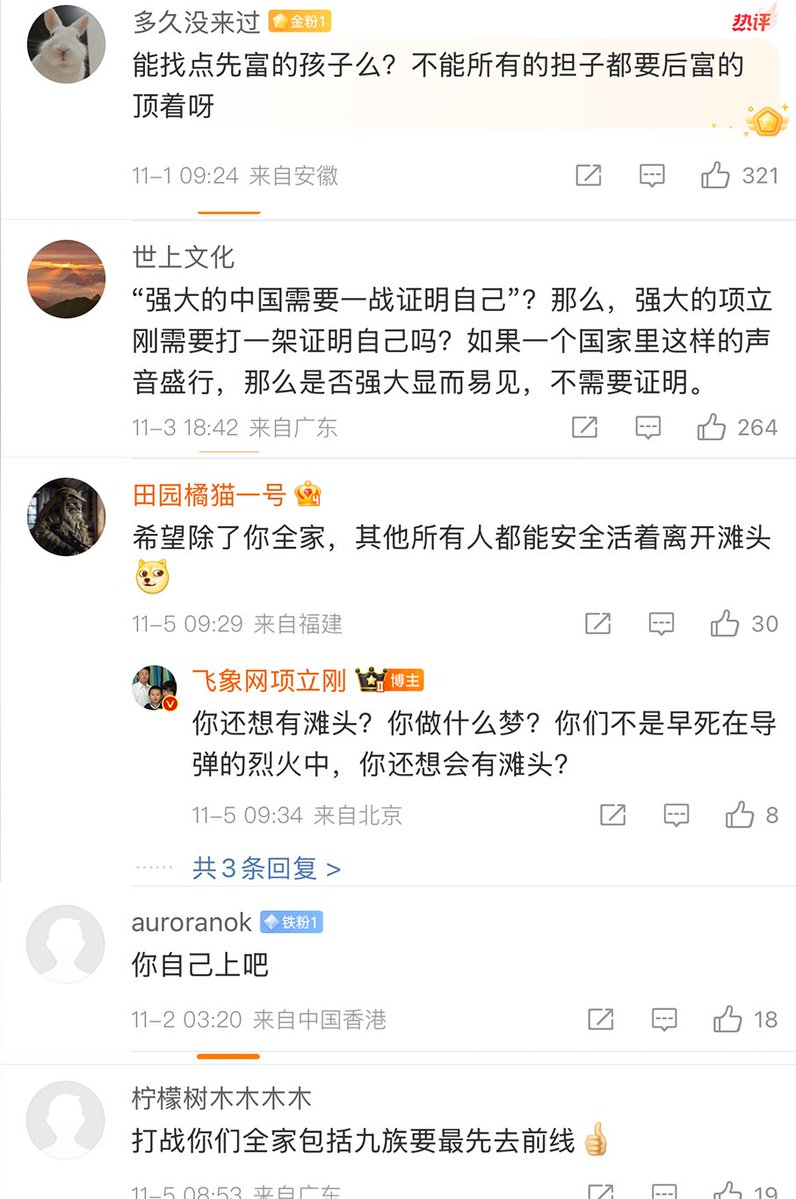 多久没来过 金粉1
热评
能找点先富的孩子么？不能所有的担子都要后富的
顶着呀
11-1 09:24 来自安徽 321
世上文化
“强大的中国需要一战证明自己”？那么，强大的项立
刚需要打一架证明自己吗？如果一个国家里这样的声
音盛行，那么是否强大显而易见，不需要证明。
11-3 18:42 来自广东 264
田园橘猫一号
希望除了你全家，其他所有人都能安全活着离开滩头
11-5 09:29 来自福建 30
飞象网项立刚 II 博主
你还想有滩头？你做什么梦？你们不是早死在导
弹的烈火中，你还想会有滩头？
11-5 09:34 来自北京 8
······ 共3条回复 >
auroranok 铁粉1
你自己上吧
11-2 03:20 来自中国香港 18
柠檬树木木木木
打战你们全家包括九族要最先去前线
11-5 08:53 来自广东 19